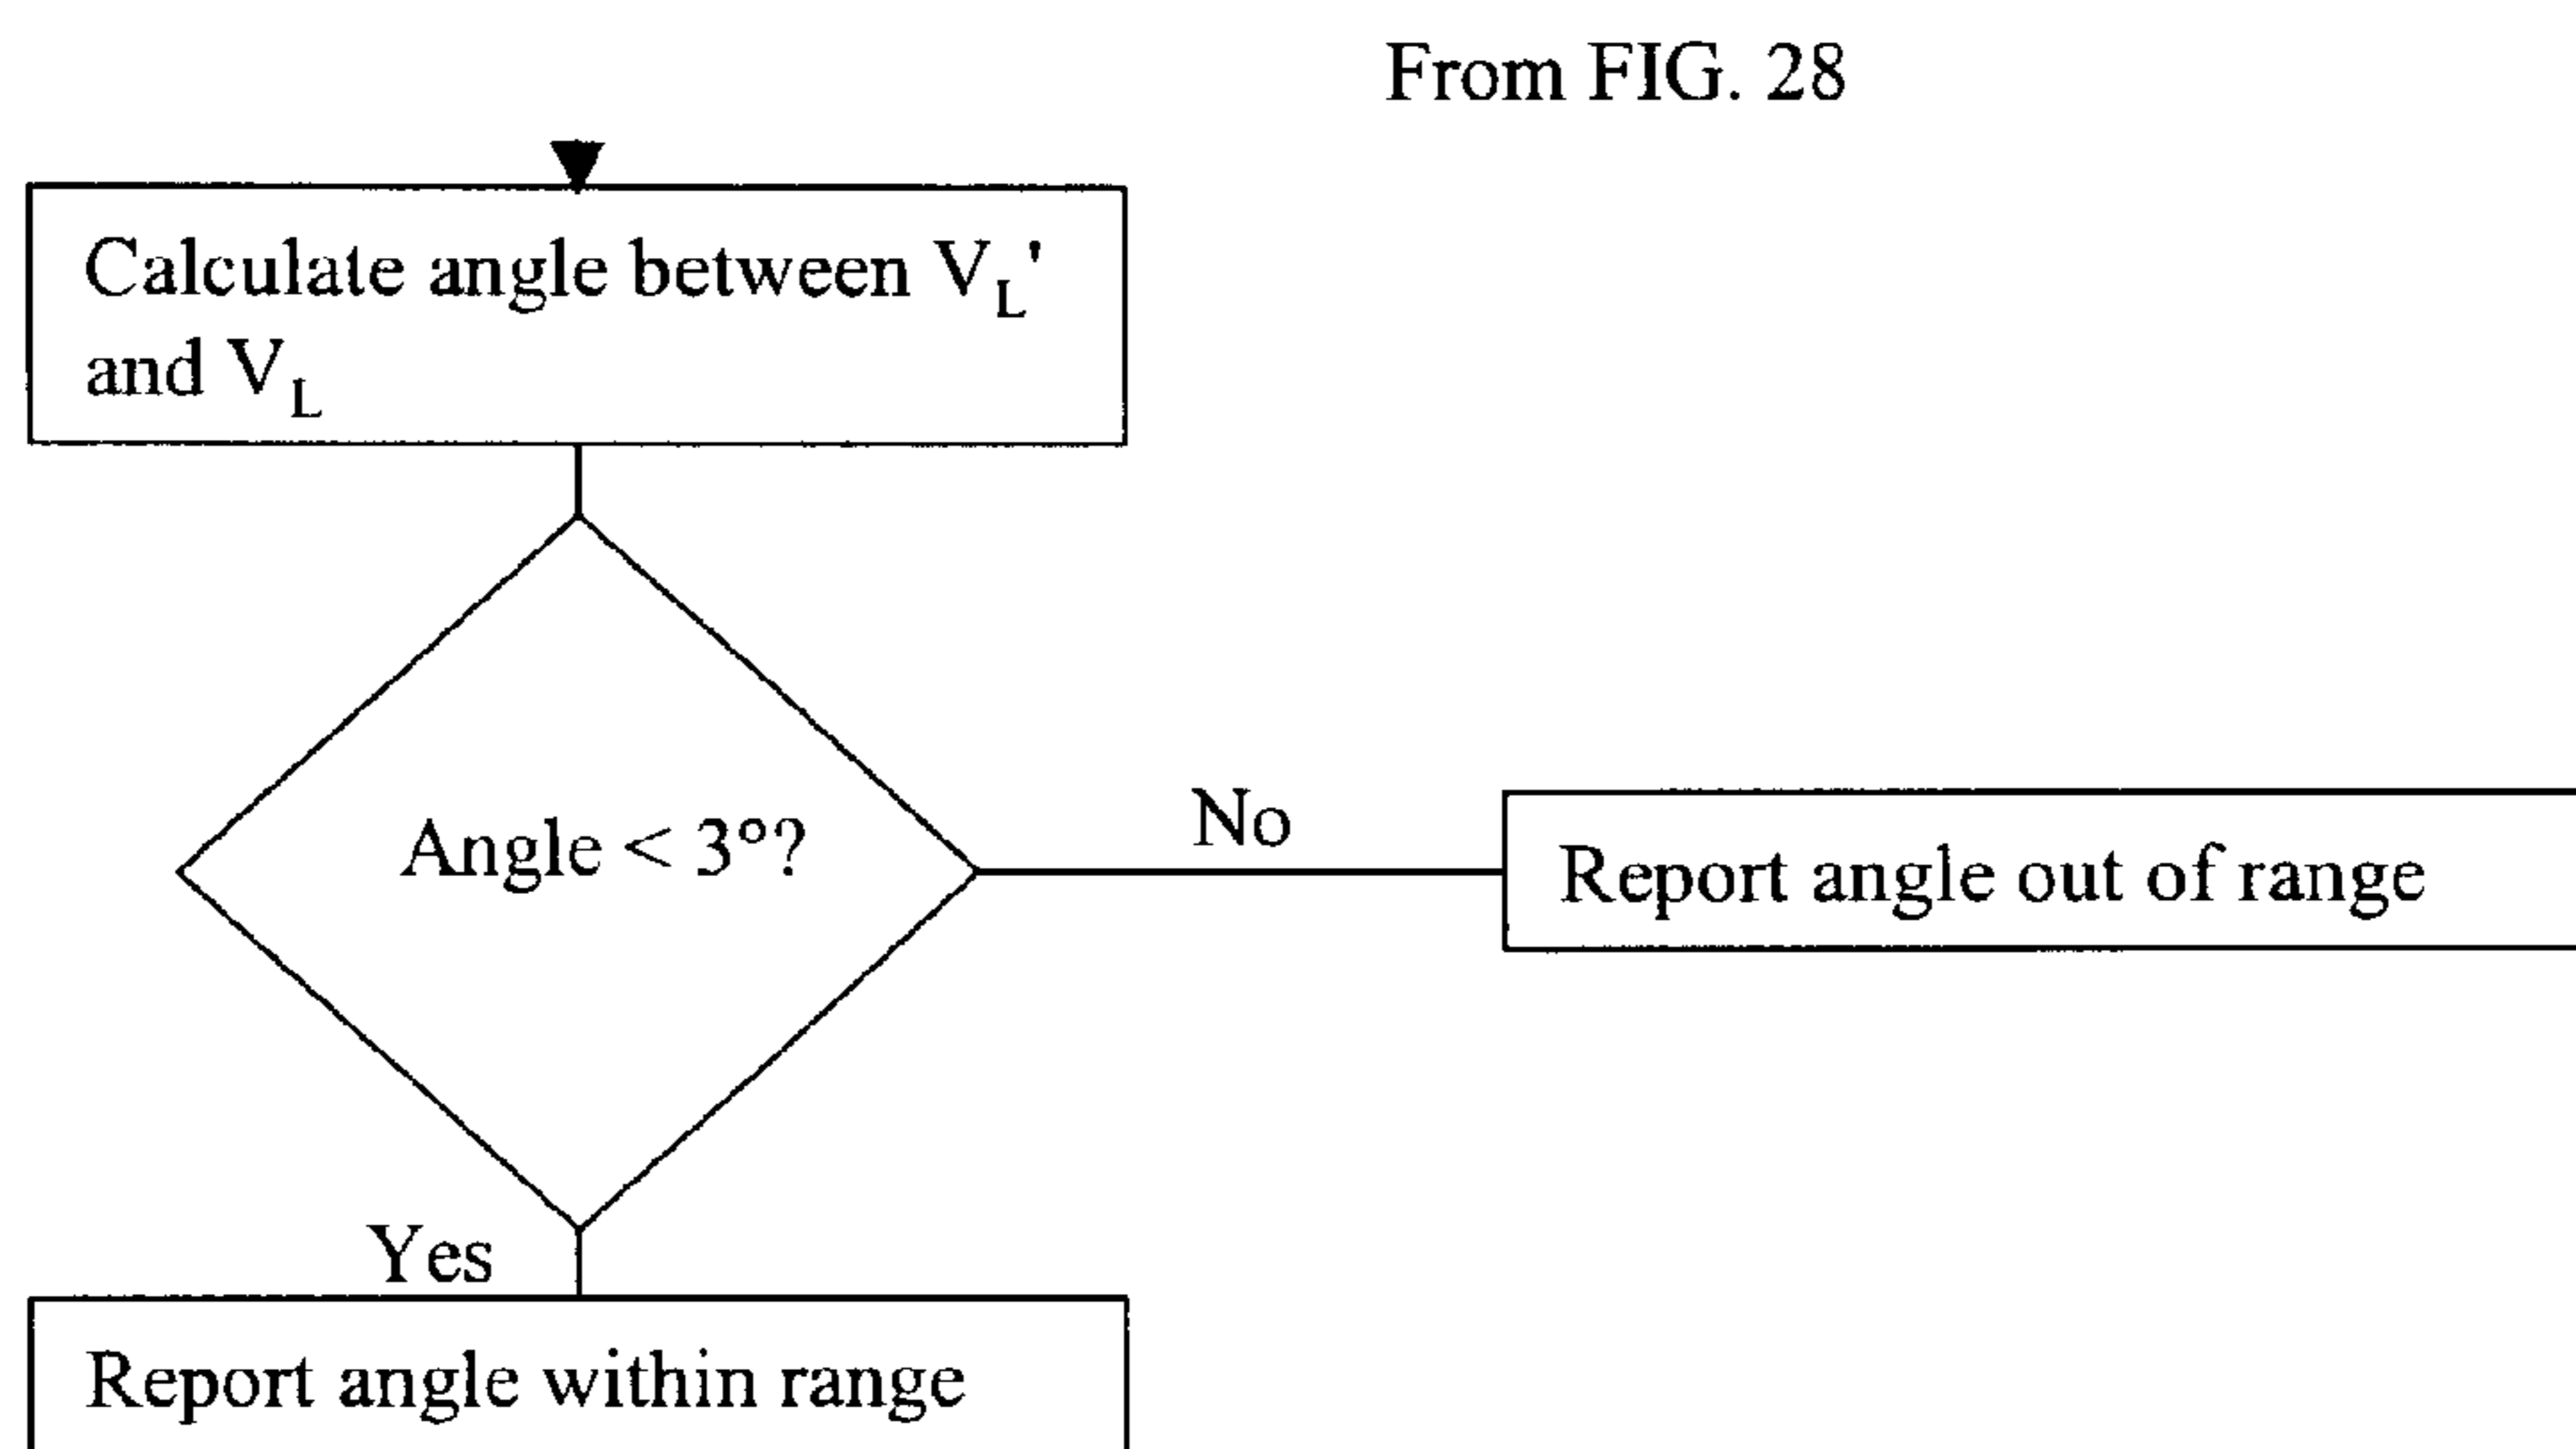 From FIG. 28
Calculate angle between V_L'
and V_L
Angle < 3°?
No
Report angle out of range
Yes
Report angle within range